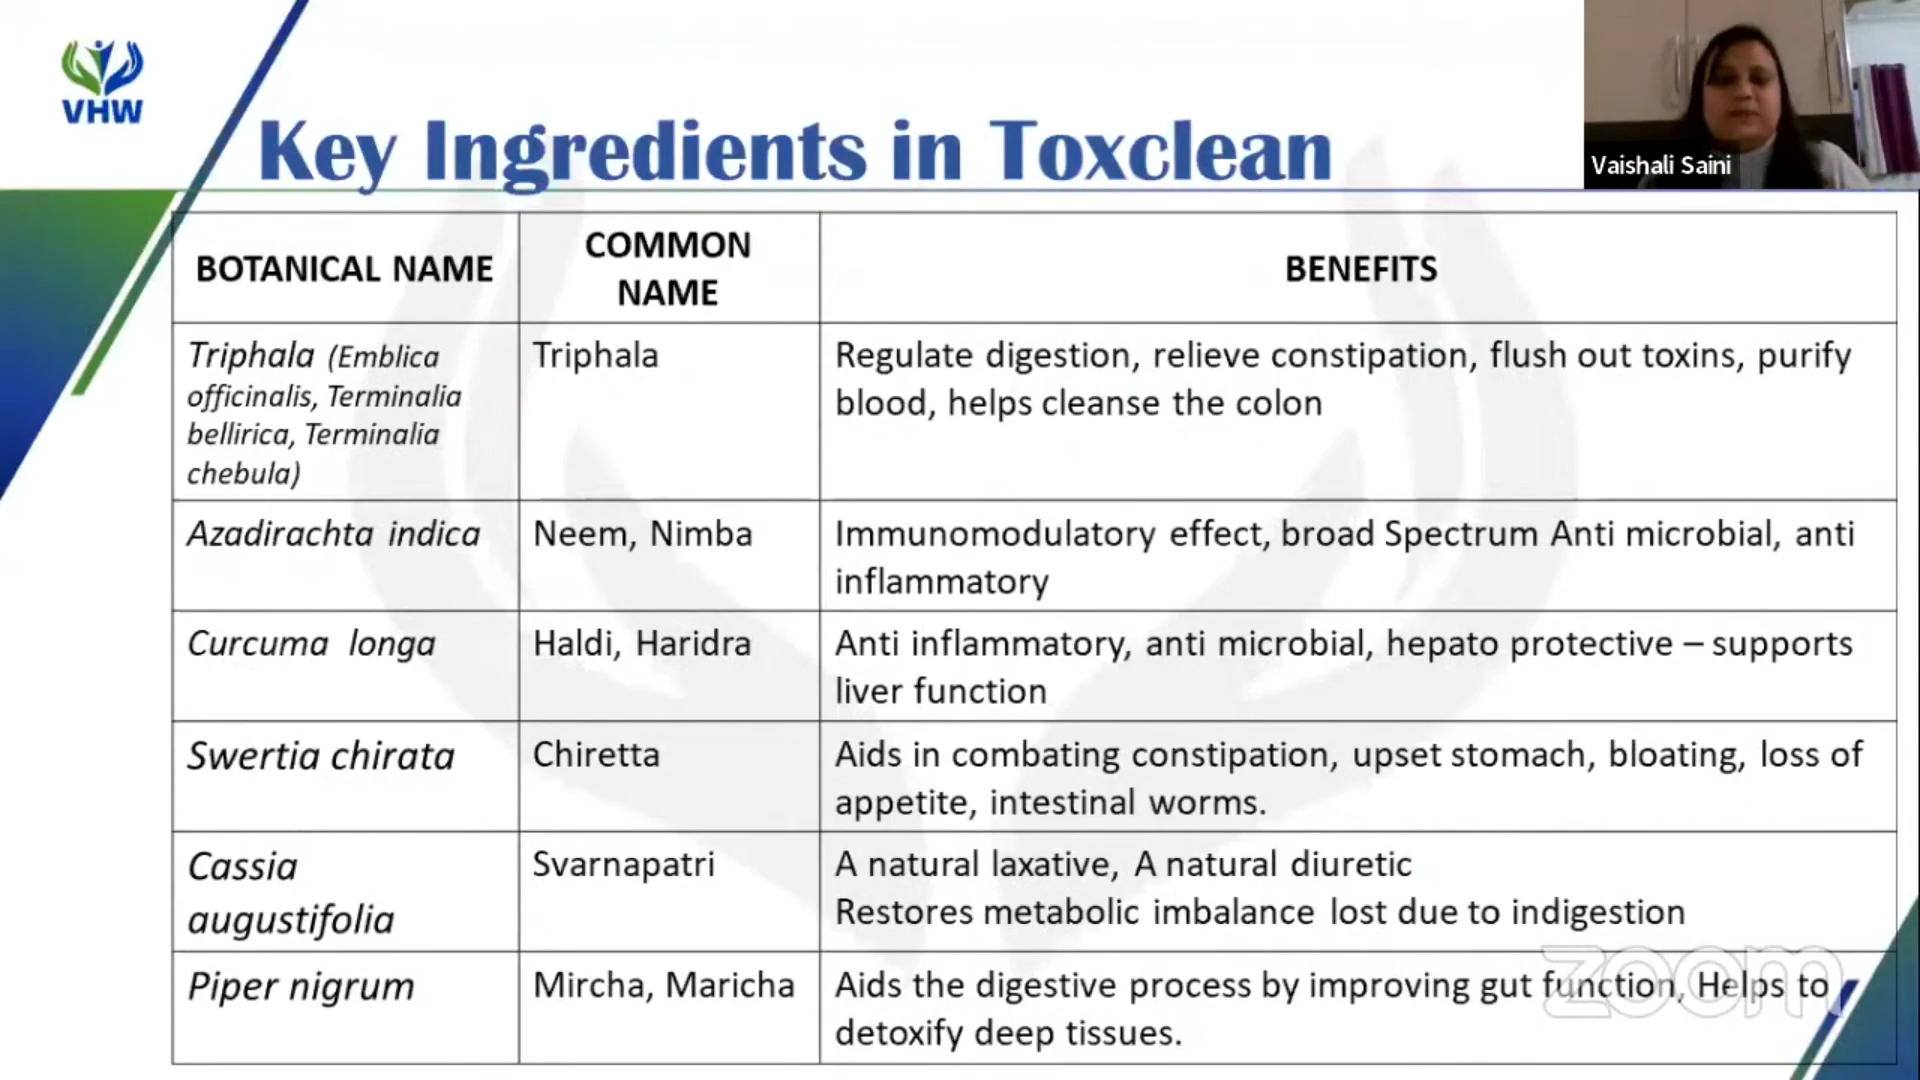 VHW
Key Ingredients in Toxclean
Vaishali Saini
BOTANICAL NAME
COMMON
NAME
BENEFITS
Triphala (Emblica
officinalis, Terminalia
bellirica, Terminalia
chebula)
Triphala
Regulate digestion, relieve constipation, flush out toxins, purify
blood, helps cleanse the colon
Azadirachta indica
Neem, Nimba
Immunomodulatory effect, broad Spectrum Anti microbial, anti
inflammatory
Curcuma longa
Haldi, Haridra
Anti inflammatory, anti microbial, hepato protective – supports
liver function
Swertia chirata
Chiretta
Aids in combating constipation, upset stomach, bloating, loss of
appetite, intestinal worms.
Cassia
augustifolia
Svarnapatri
A natural laxative, A natural diuretic
Restores metabolic imbalance lost due to indigestion
Piper nigrum
Mircha, Maricha
Aids the digestive process by improving gut function, Helps to
detoxify deep tissues.
zoom